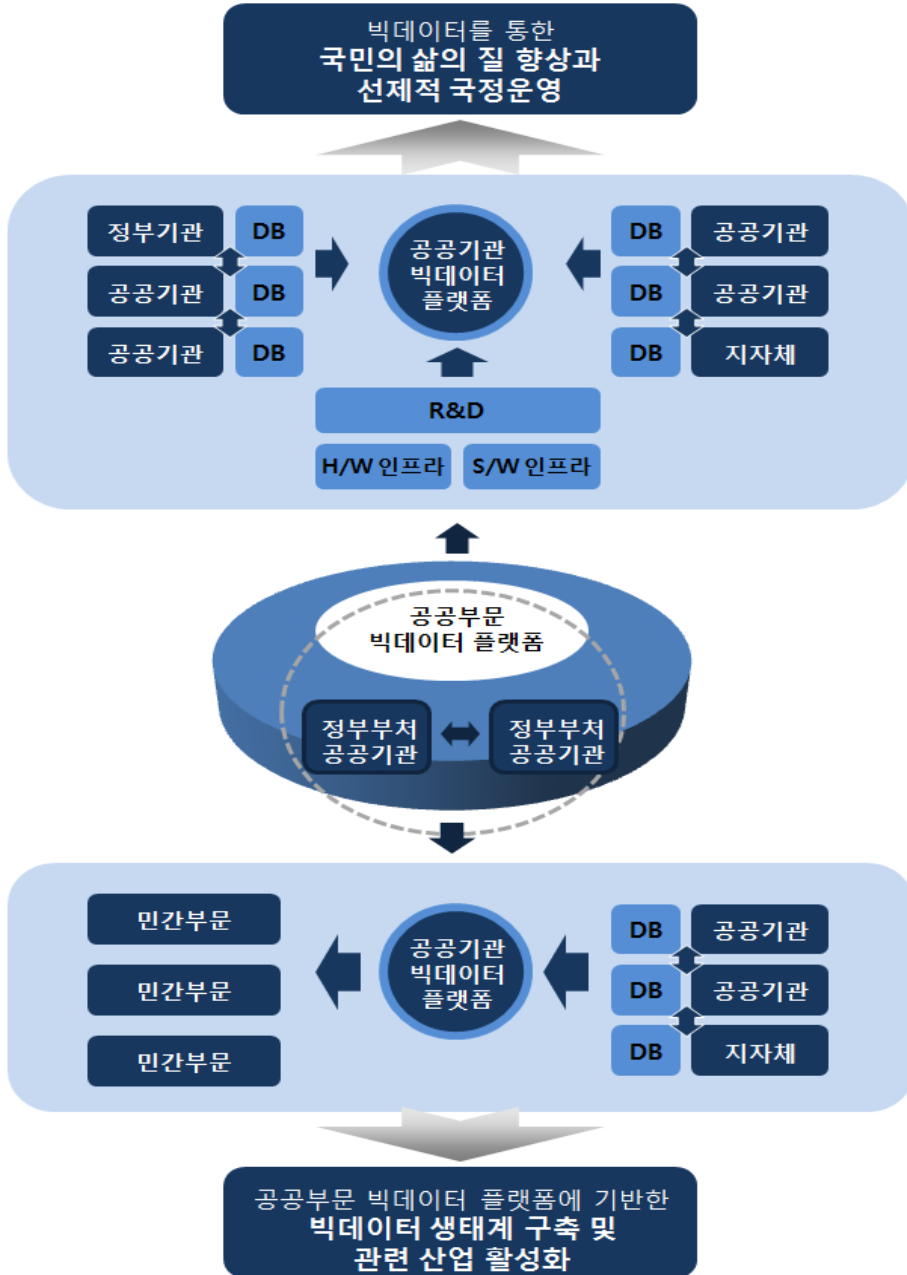 빅데이터를 통한
국민의 삶의 질 향상과
선제적 국정운영
정부기관 DB
공공기관 DB
공공기관 DB
공공기관
빅데이터
플랫폼
DB 공공기관
DB 공공기관
DB 지자체
R&D
H/W 인프라 S/W 인프라
공공부문
빅데이터 플랫폼
정부부처
공공기관
정부부처
공공기관
민간부문
민간부문
민간부문
공공기관
빅데이터
플랫폼
DB 공공기관
DB 공공기관
DB 지자체
공공부문 빅데이터 플랫폼에 기반한
빅데이터 생태계 구축 및
관련 산업 활성화